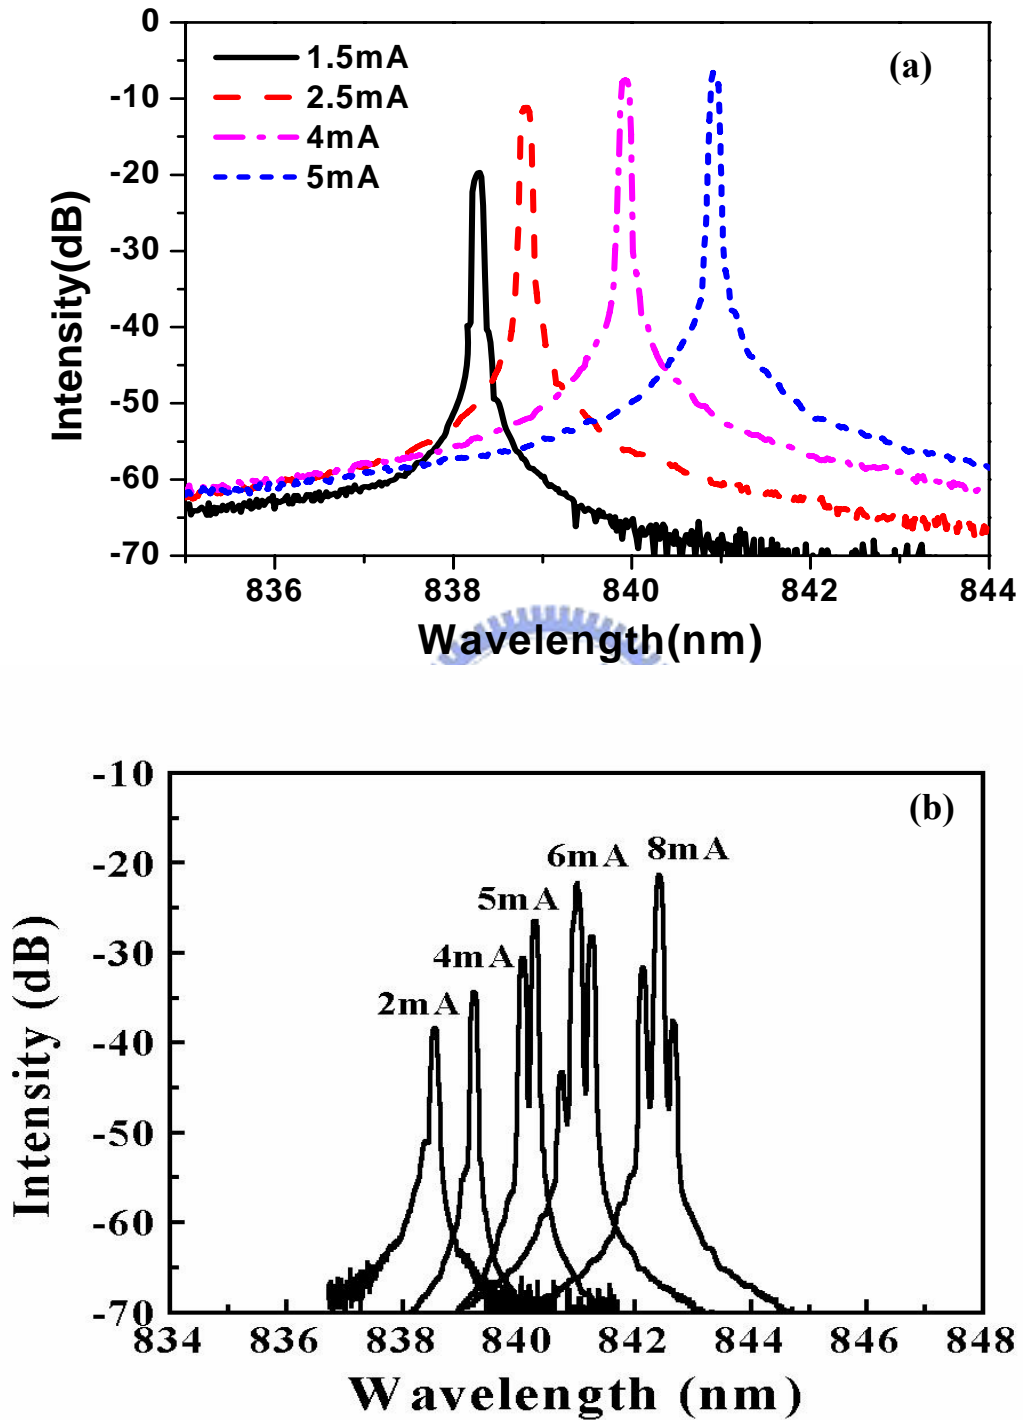 0
-10
-20
-30
-40
-50
-60
-70
Intensity(dB)
1.5mA
2.5mA
4mA
5mA
(a)
836 838 840 842 844
Wavelength(nm)
-10
-20
-30
-40
-50
-60
-70
Intensity (dB)
(b)
2mA
4mA
5mA
6mA
8mA
834 836 838 840 842 844 846 848
Wavelength (nm)